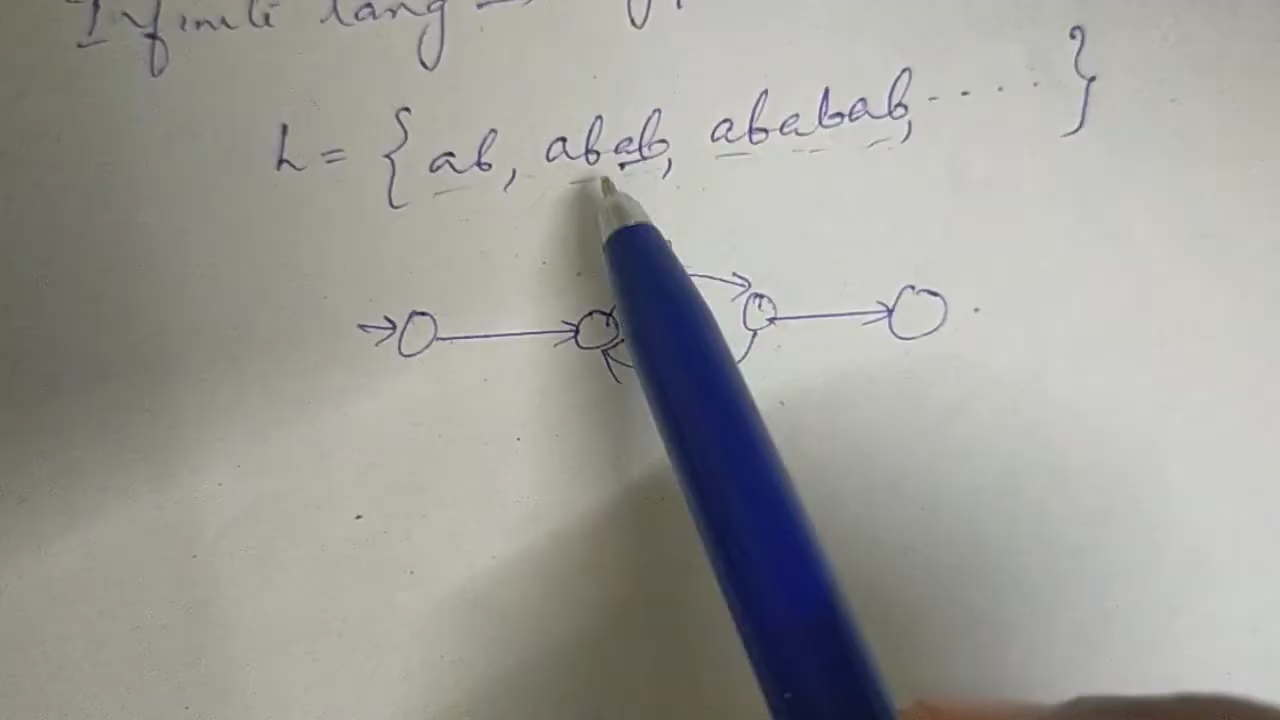 Infinite lang
L = { ab, abab, ababab, ..... }